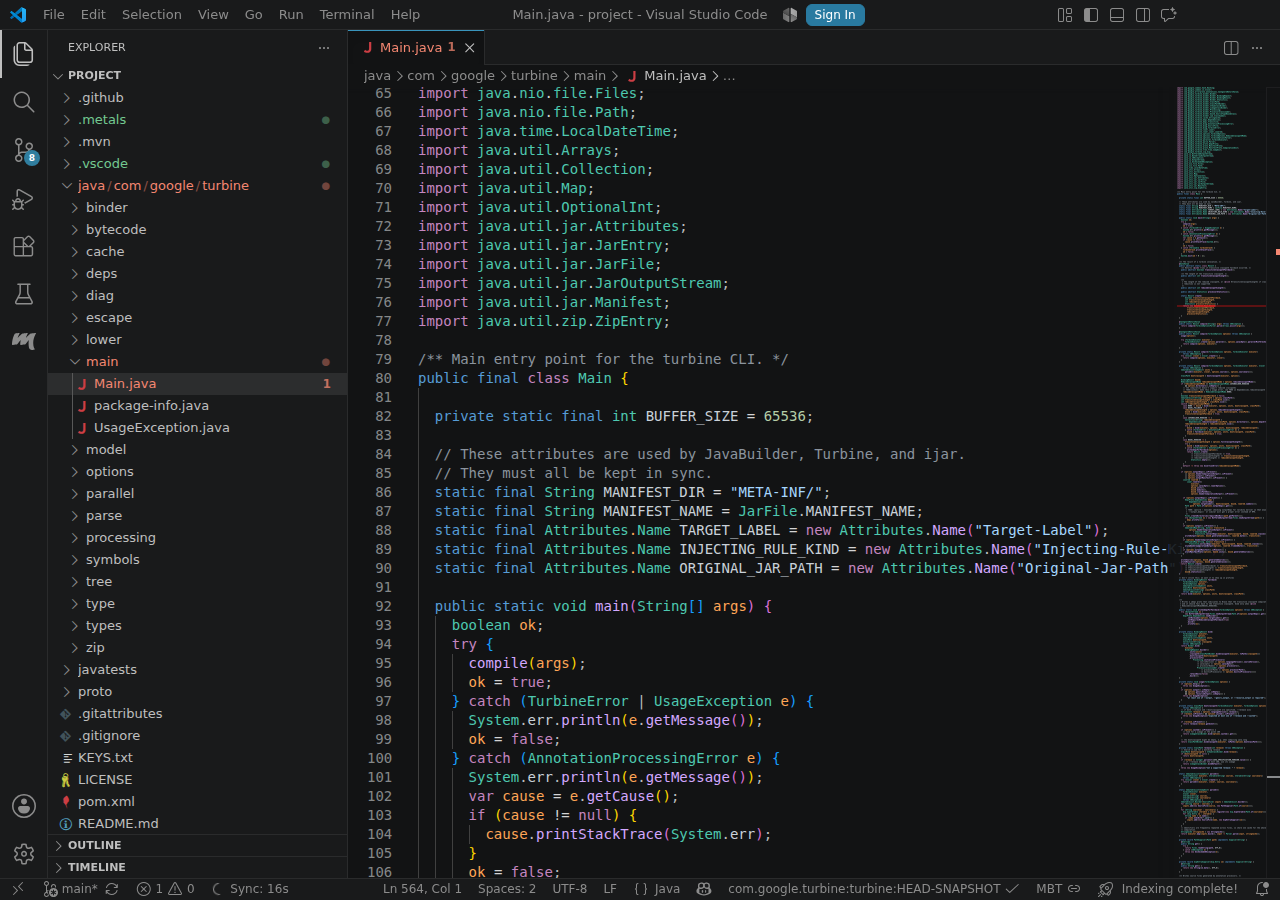 File Edit Selection View Go Run Terminal Help
Main.java - project - Visual Studio Code
Sign In
EXPLORER
PROJECT
.github
.metals
.mvn
.vscode
java/com/google/turbine
binder
bytecode
cache
deps
diag
escape
lower
main
Main.java 1
package-info.java
UsageException.java
model
options
parallel
parse
processing
symbols
tree
type
types
zip
javatests
proto
.gitattributes
.gitignore
KEYS.txt
LICENSE
pom.xml
README.md
OUTLINE
TIMELINE
8
Main.java 1
java > com > google > turbine > main > Main.java > …
65 import java.nio.file.Files;
66 import java.nio.file.Path;
67 import java.time.LocalDateTime;
68 import java.util.Arrays;
69 import java.util.Collection;
70 import java.util.Map;
71 import java.util.OptionalInt;
72 import java.util.jar.Attributes;
73 import java.util.jar.JarEntry;
74 import java.util.jar.JarFile;
75 import java.util.jar.JarOutputStream;
76 import java.util.jar.Manifest;
77 import java.util.zip.ZipEntry;
78
79 /** Main entry point for the turbine CLI. */
80 public final class Main {
81
82 private static final int BUFFER_SIZE = 65536;
83
84 // These attributes are used by JavaBuilder, Turbine, and ijar.
85 // They must all be kept in sync.
86 static final String MANIFEST_DIR = "META-INF/";
87 static final String MANIFEST_NAME = JarFile.MANIFEST_NAME;
88 static final Attributes.Name TARGET_LABEL = new Attributes.Name("Target-Label");
89 static final Attributes.Name INJECTING_RULE_KIND = new Attributes.Name("Injecting-Rule-K
90 static final Attributes.Name ORIGINAL_JAR_PATH = new Attributes.Name("Original-Jar-Path
91
92 public static void main(String[] args) {
93 boolean ok;
94 try {
95 compile(args);
96 ok = true;
97 } catch (TurbineError | UsageException e) {
98 System.err.println(e.getMessage());
99 ok = false;
100 } catch (AnnotationProcessingError e) {
101 System.err.println(e.getMessage());
102 var cause = e.getCause();
103 if (cause != null) {
104 cause.printStackTrace(System.err);
105 }
106 ok = false;
main* 1 0 Sync: 16s Ln 564, Col 1 Spaces: 2 UTF-8 LF { } Java com.google.turbine:turbine:HEAD-SNAPSHOT MBT Indexing complete!